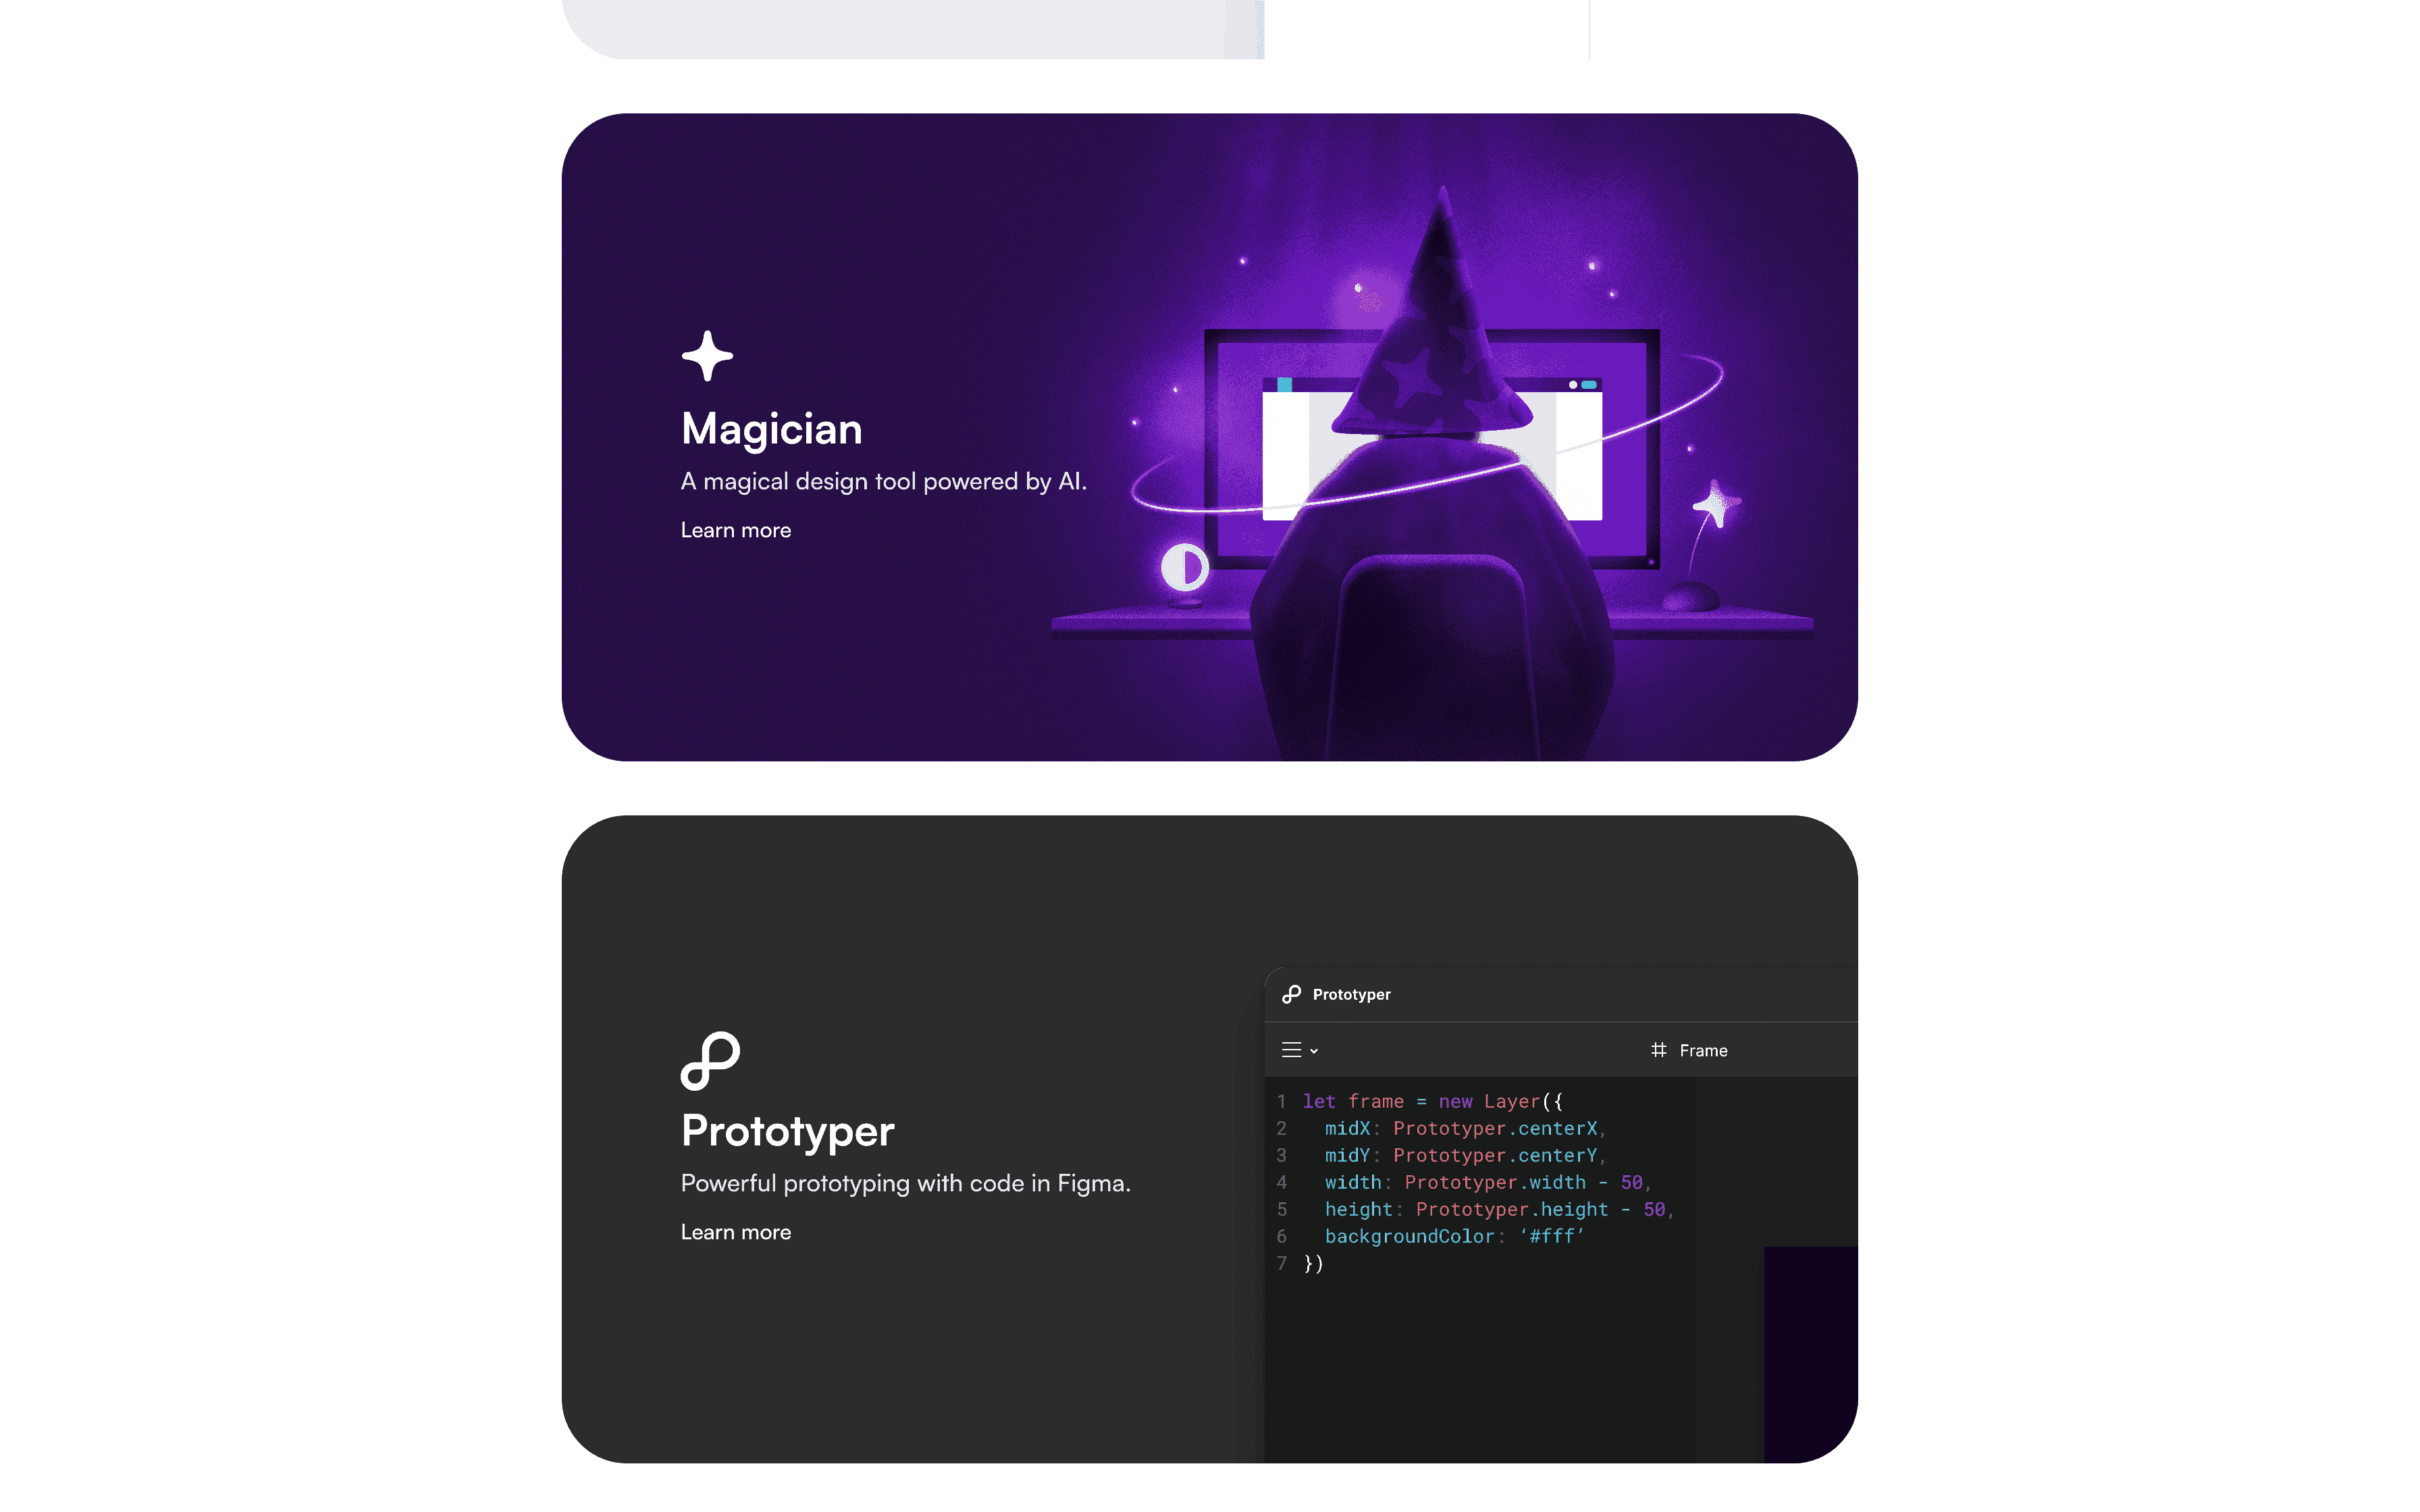 Magician
A magical design tool powered by AI.
Learn more
Prototyper
Powerful prototyping with code in Figma.
Learn more
Prototyper
Frame
1 let frame = new Layer({
2 midX: Prototyper.centerX,
3 midY: Prototyper.centerY,
4 width: Prototyper.width - 50,
5 height: Prototyper.height - 50,
6 backgroundColor: ‘#fff’
7 })